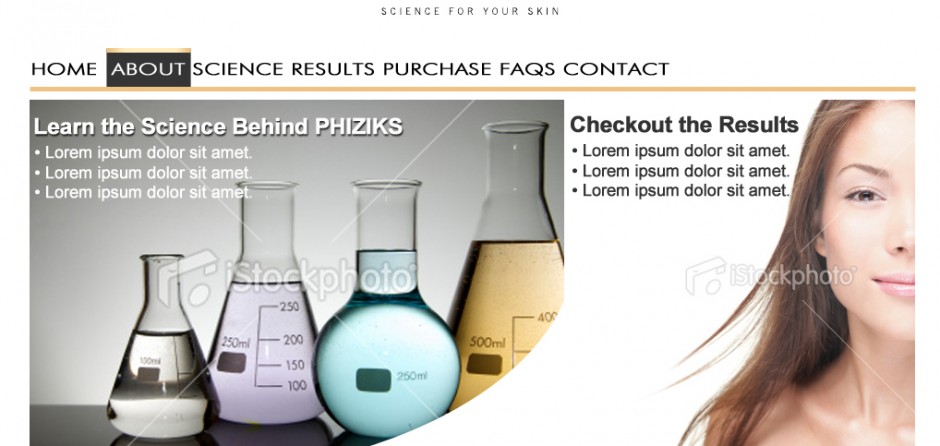 SCIENCE FOR YOUR SKIN
HOME ABOUT SCIENCE RESULTS PURCHASE FAQS CONTACT
Learn the Science Behind PHIZIKS
• Lorem ipsum dolor sit amet.
• Lorem ipsum dolor sit amet.
• Lorem ipsum dolor sit amet.
Checkout the Results
• Lorem ipsum dolor sit amet.
• Lorem ipsum dolor sit amet.
• Lorem ipsum dolor sit amet.
iStockphoto
iStockphoto
150ml
250
250ml
200
150
100
250ml
400
500ml